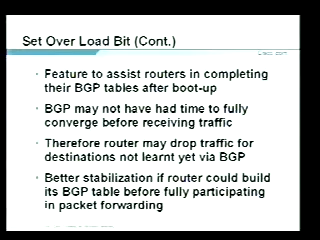 Set Over Load Bit (Cont.)
· Feature to assist routers in completing
their BGP tables after boot-up
· BGP may not have had time to fully
converge before receiving traffic
· Therefore router may drop traffic for
destinations not learnt yet via BGP
· Better stabilization if router could build
its BGP table before fully participating
in packet forwarding